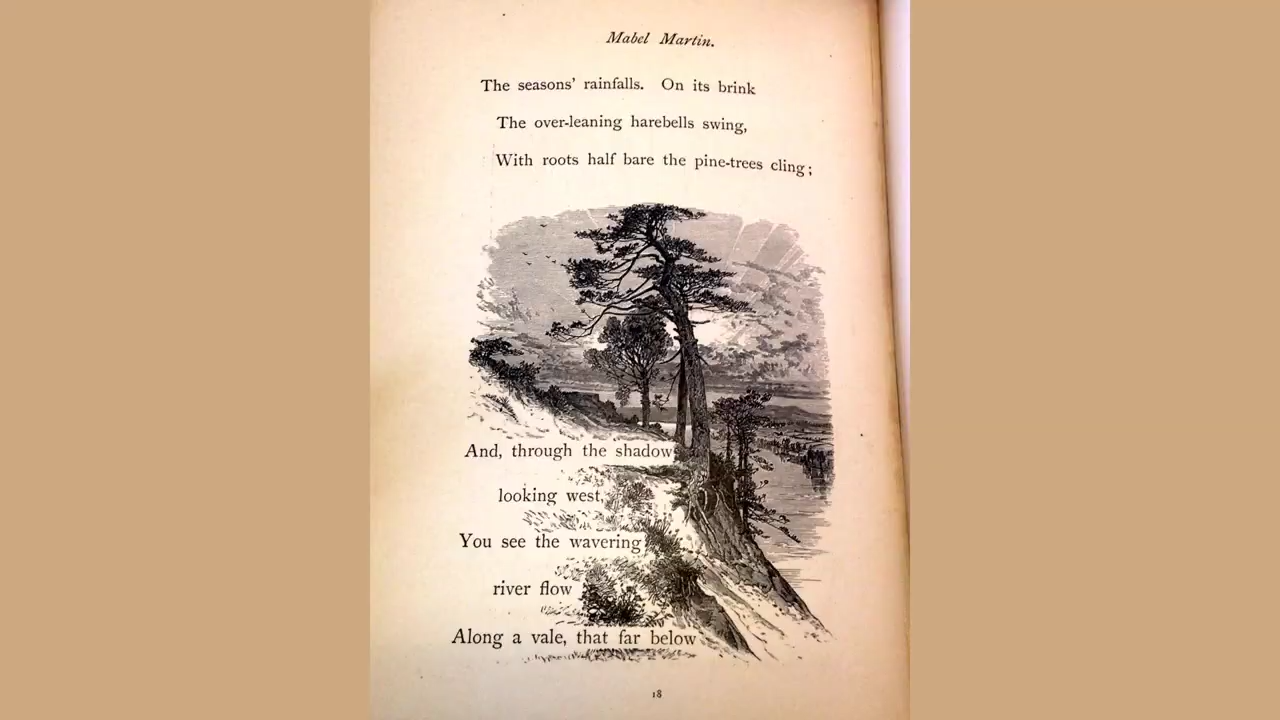 Mabel Martin.
The seasons' rainfalls. On its brink
The over-leaning harebells swing,
With roots half bare the pine-trees cling;
And, through the shadow
looking west,
You see the wavering
river flow
Along a vale, that far below
18